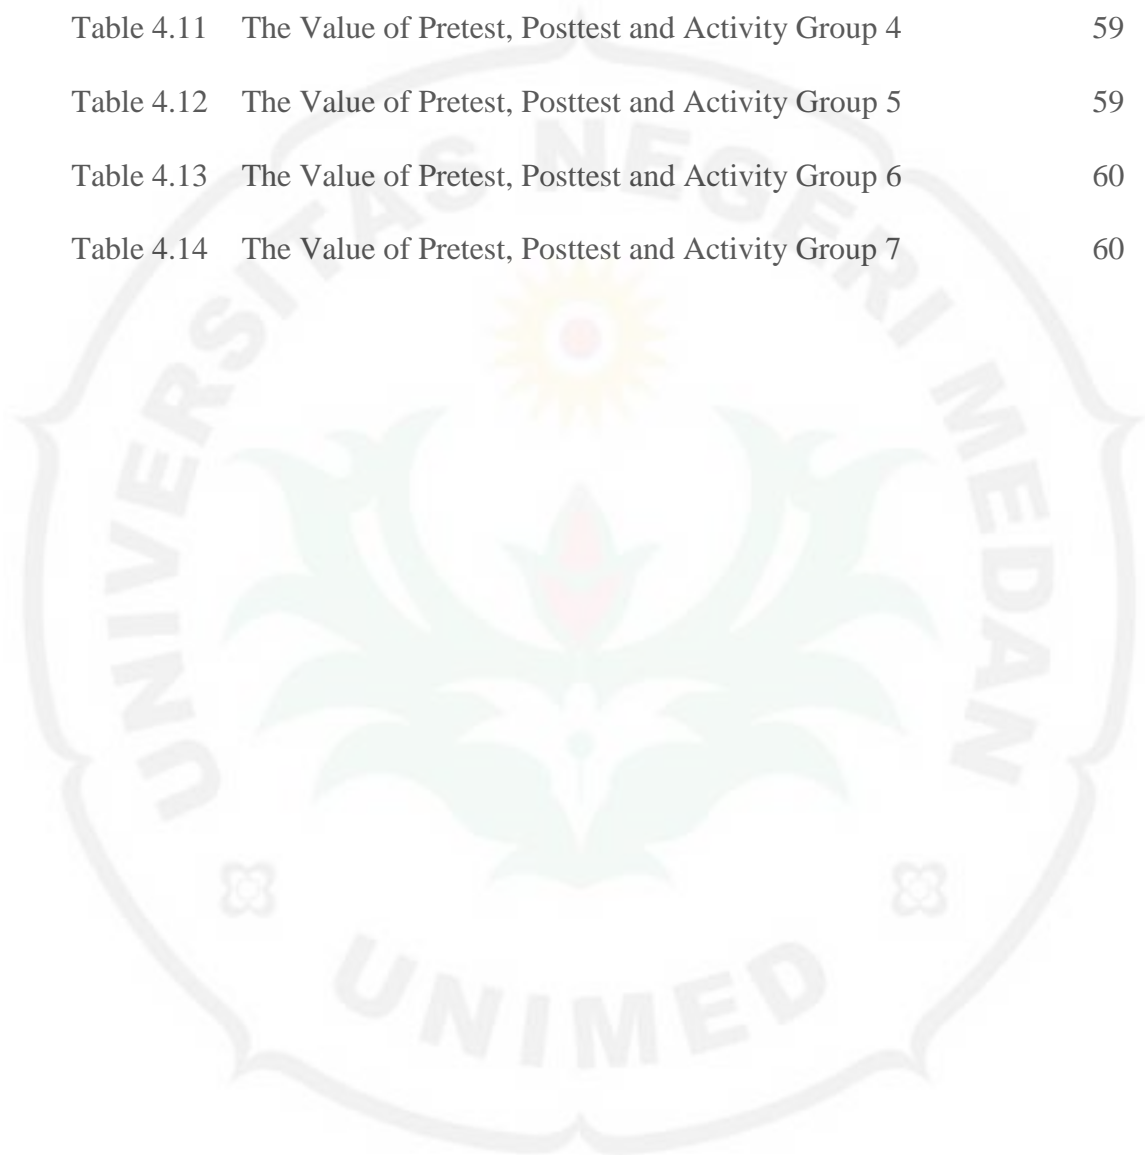 Table 4.11 The Value of Pretest, Posttest and Activity Group 4 59
Table 4.12 The Value of Pretest, Posttest and Activity Group 5 59
Table 4.13 The Value of Pretest, Posttest and Activity Group 6 60
Table 4.14 The Value of Pretest, Posttest and Activity Group 7 60
UNIVERSITAS NEGERI MEDAN
UNIMED